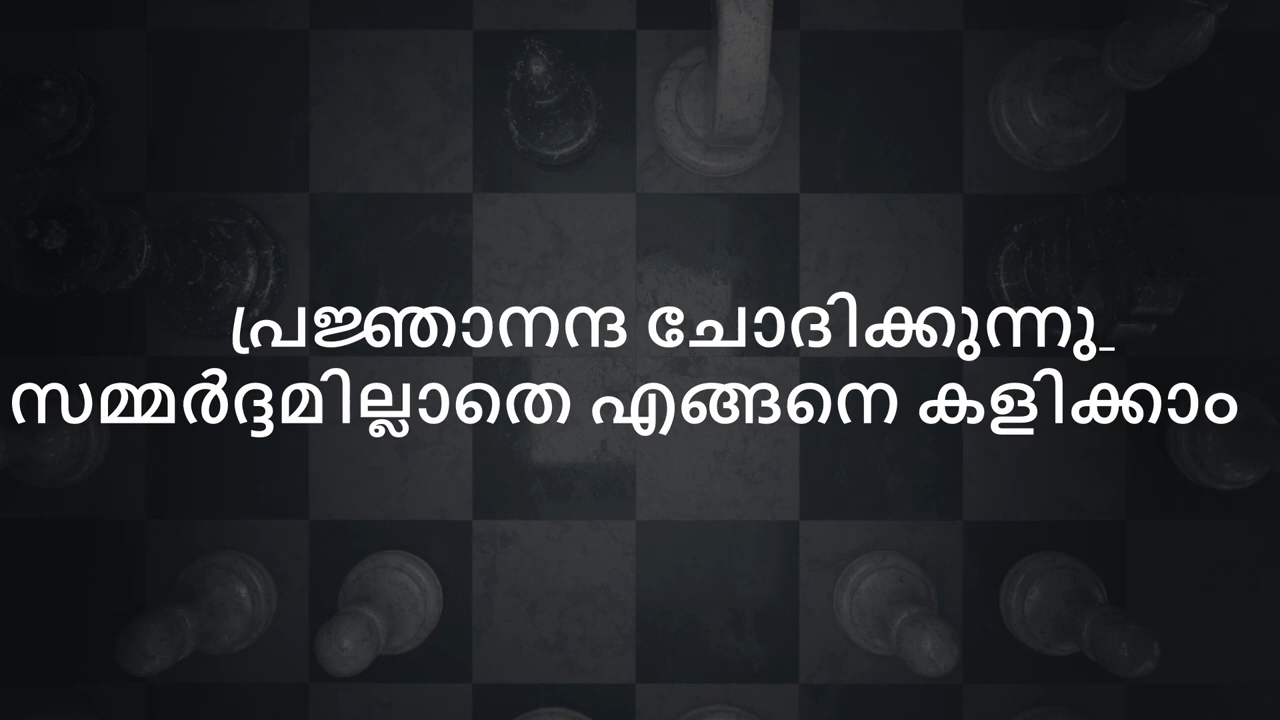 പ്രജ്ഞാനന്ദ ചോദിക്കുന്നു_
സമ്മർദ്ദമില്ലാതെ എങ്ങനെ കളിക്കാം